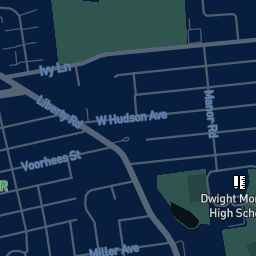 Ivy Ln
Liberty Rd
W Hudson Ave
Manor Rd
Voorhees St
R
Dwight Mor
High Scho
Miller Ave